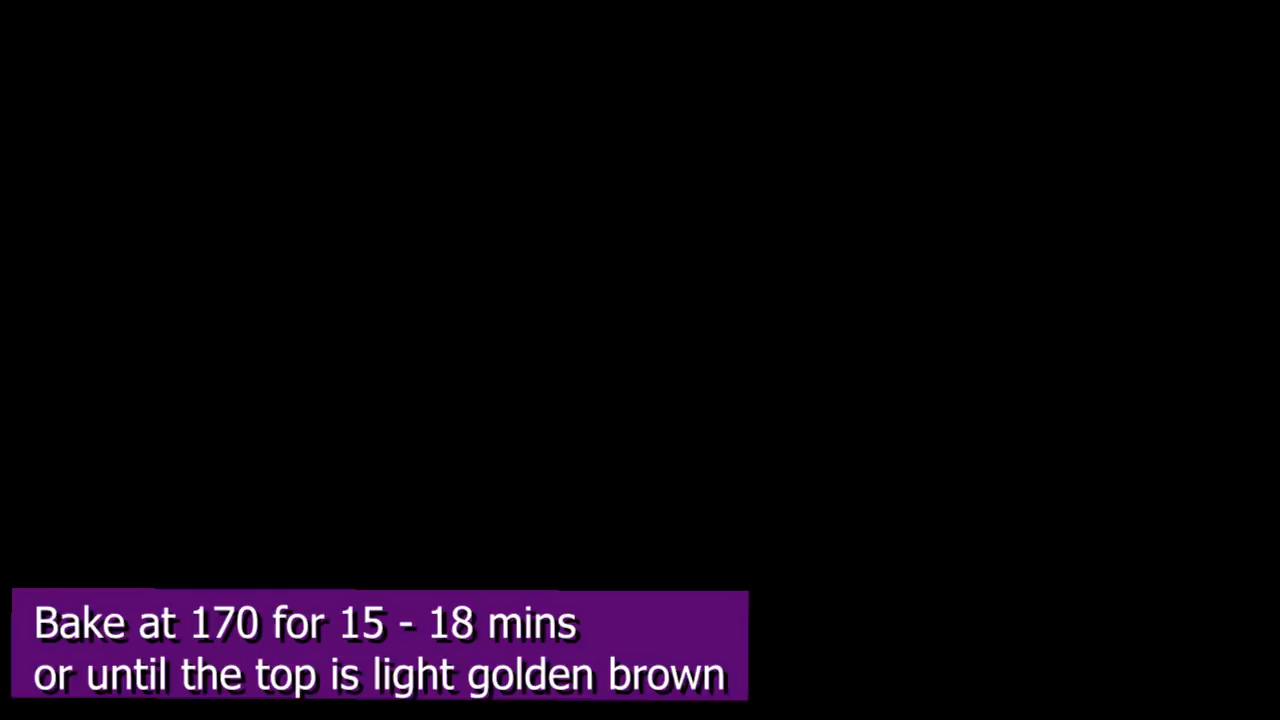 Bake at 170 for 15 - 18 mins
or until the top is light golden brown